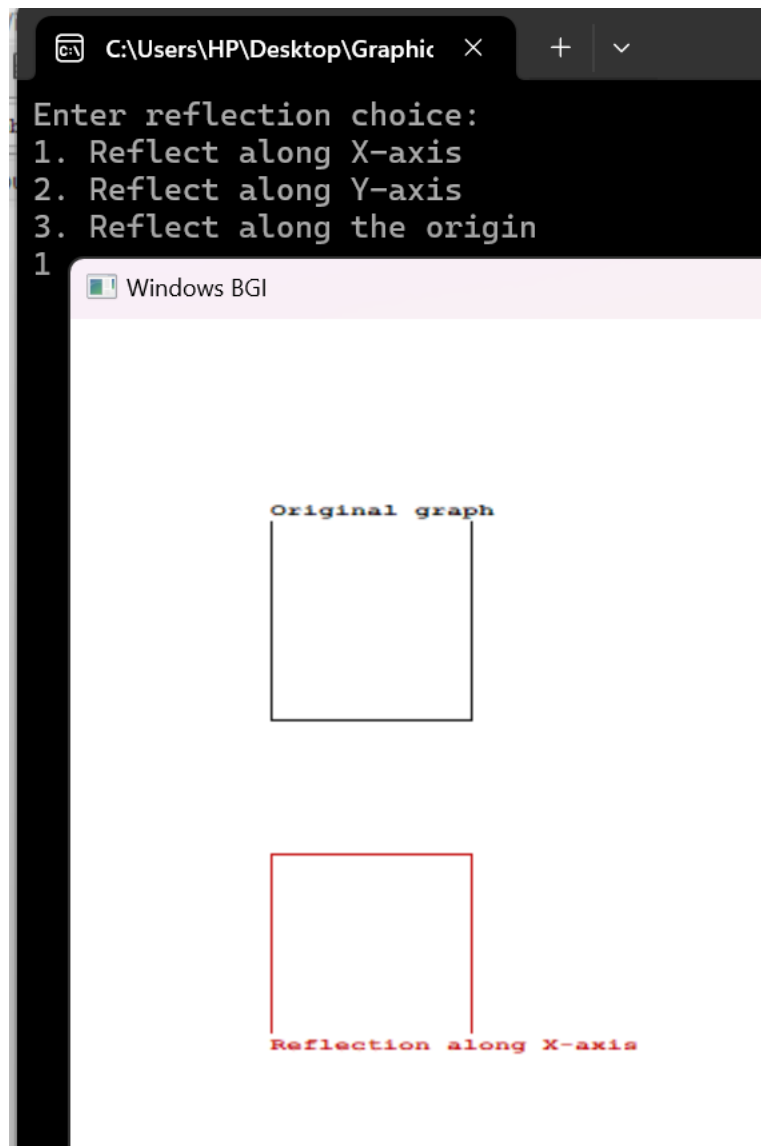 C:\Users\HP\Desktop\Graphic
Enter reflection choice:
1. Reflect along X-axis
2. Reflect along Y-axis
3. Reflect along the origin
1
Windows BGI
Original graph
Reflection along X-axis